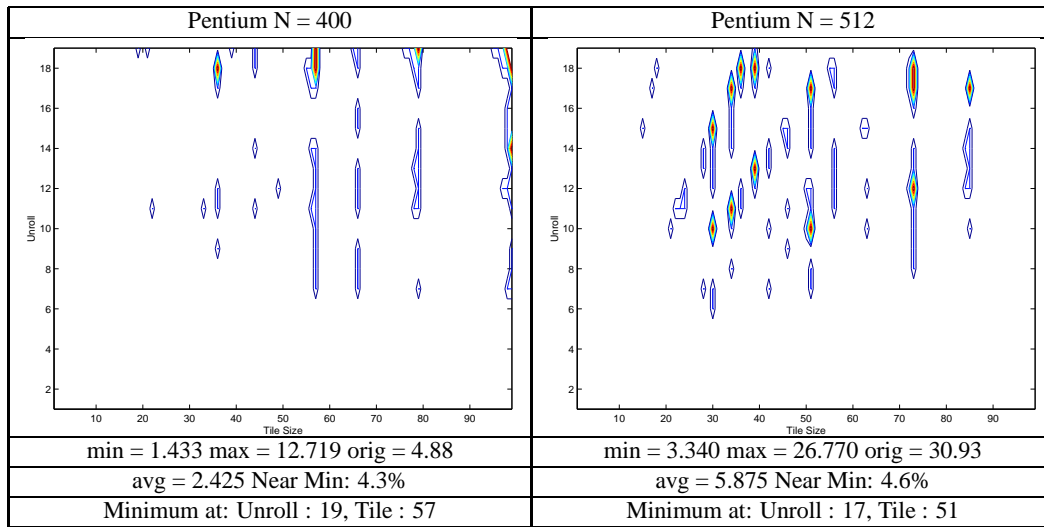 Pentium N = 400
Pentium N = 512
18
16
14
12
10
8
6
4
2
Unroll
10 20 30 40 50 60 70 80 90
Tile Size
18
16
14
12
10
8
6
4
2
Unroll
10 20 30 40 50 60 70 80 90
Tile Size
min = 1.433 max = 12.719 orig = 4.88
min = 3.340 max = 26.770 orig = 30.93
avg = 2.425 Near Min: 4.3%
avg = 5.875 Near Min: 4.6%
Minimum at: Unroll : 19, Tile : 57
Minimum at: Unroll : 17, Tile : 51